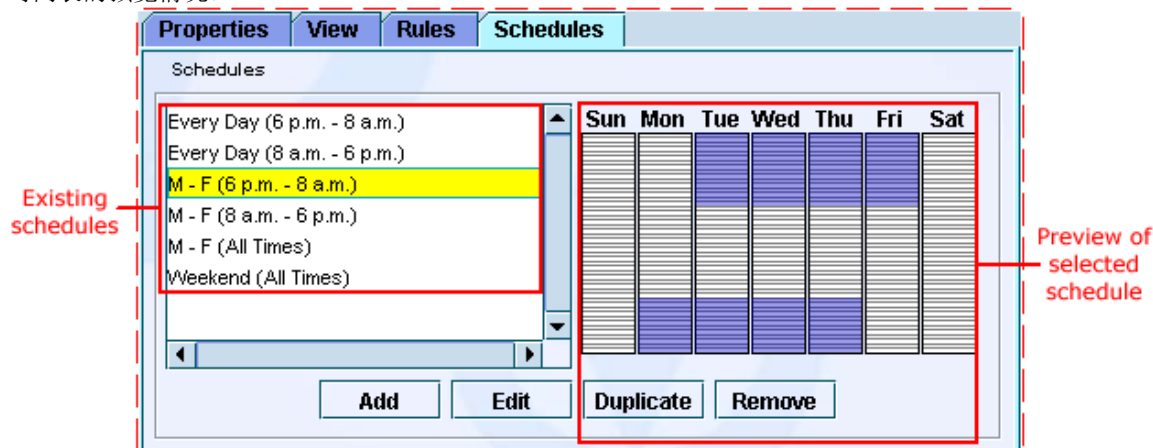 Properties View Rules Schedules
Schedules
Every Day (6 p.m. - 8 a.m.)
Every Day (8 a.m. - 6 p.m.)
M - F (6 p.m. - 8 a.m.)
M - F (8 a.m. - 6 p.m.)
M - F (All Times)
Weekend (All Times)
Sun Mon Tue Wed Thu Fri Sat
Existing
schedules
Preview of
selected
schedule
Add Edit Duplicate Remove